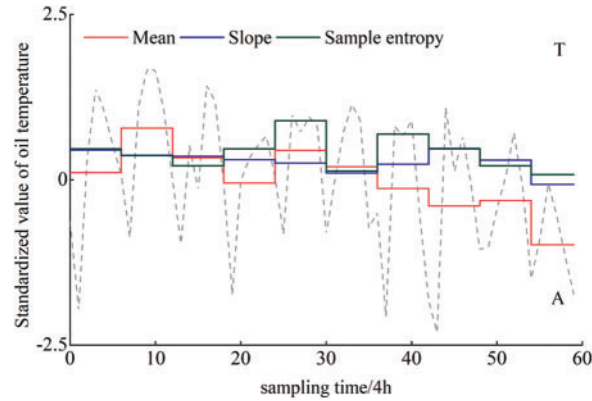 2.5
Mean Slope Sample entropy
T
Standardized value of oil temperature
0
A
-2.5
0 10 20 30 40 50 60
sampling time/4h